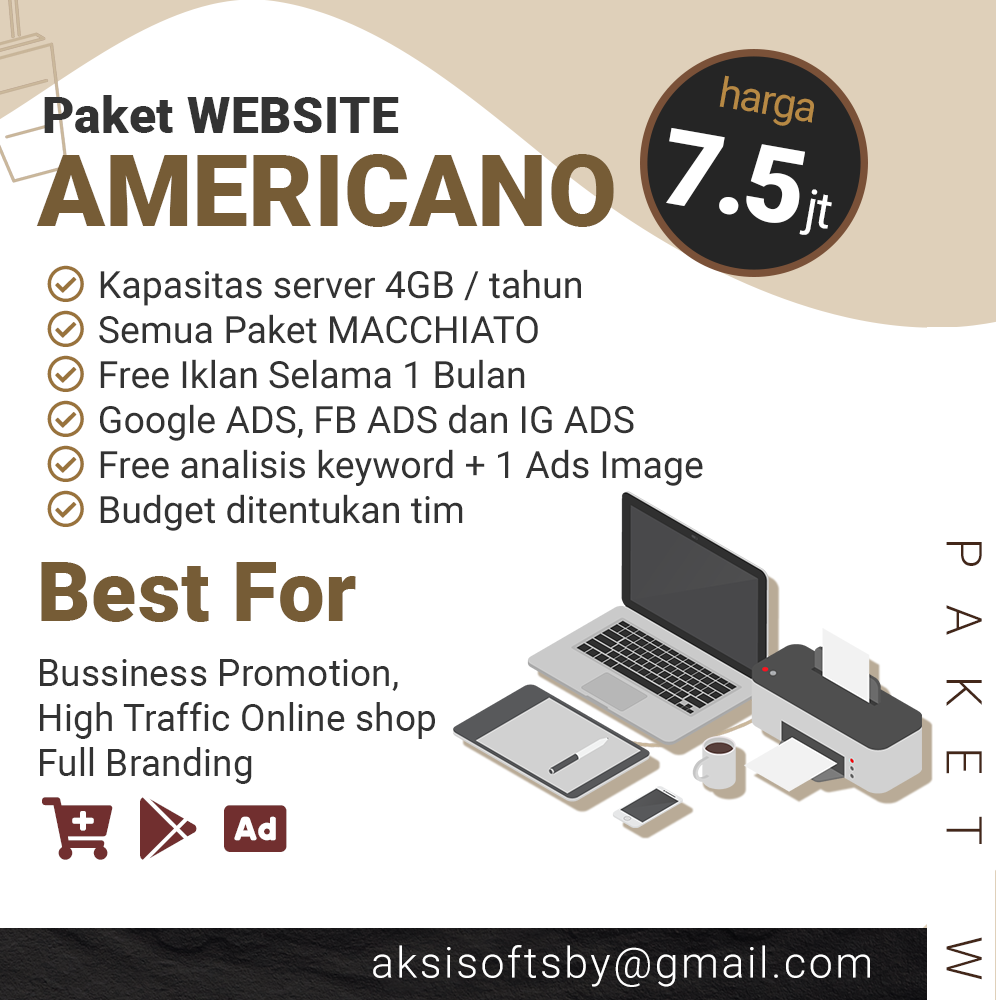 Paket WEBSITE
AMERICANO
harga
7.5jt
Kapasitas server 4GB / tahun
Semua Paket MACCHIATO
Free Iklan Selama 1 Bulan
Google ADS, FB ADS dan IG ADS
Free analisis keyword + 1 Ads Image
Budget ditentukan tim
Best For
Bussiness Promotion,
High Traffic Online shop
Full Branding
Ad
PAKET W
aksisoftsby@gmail.com